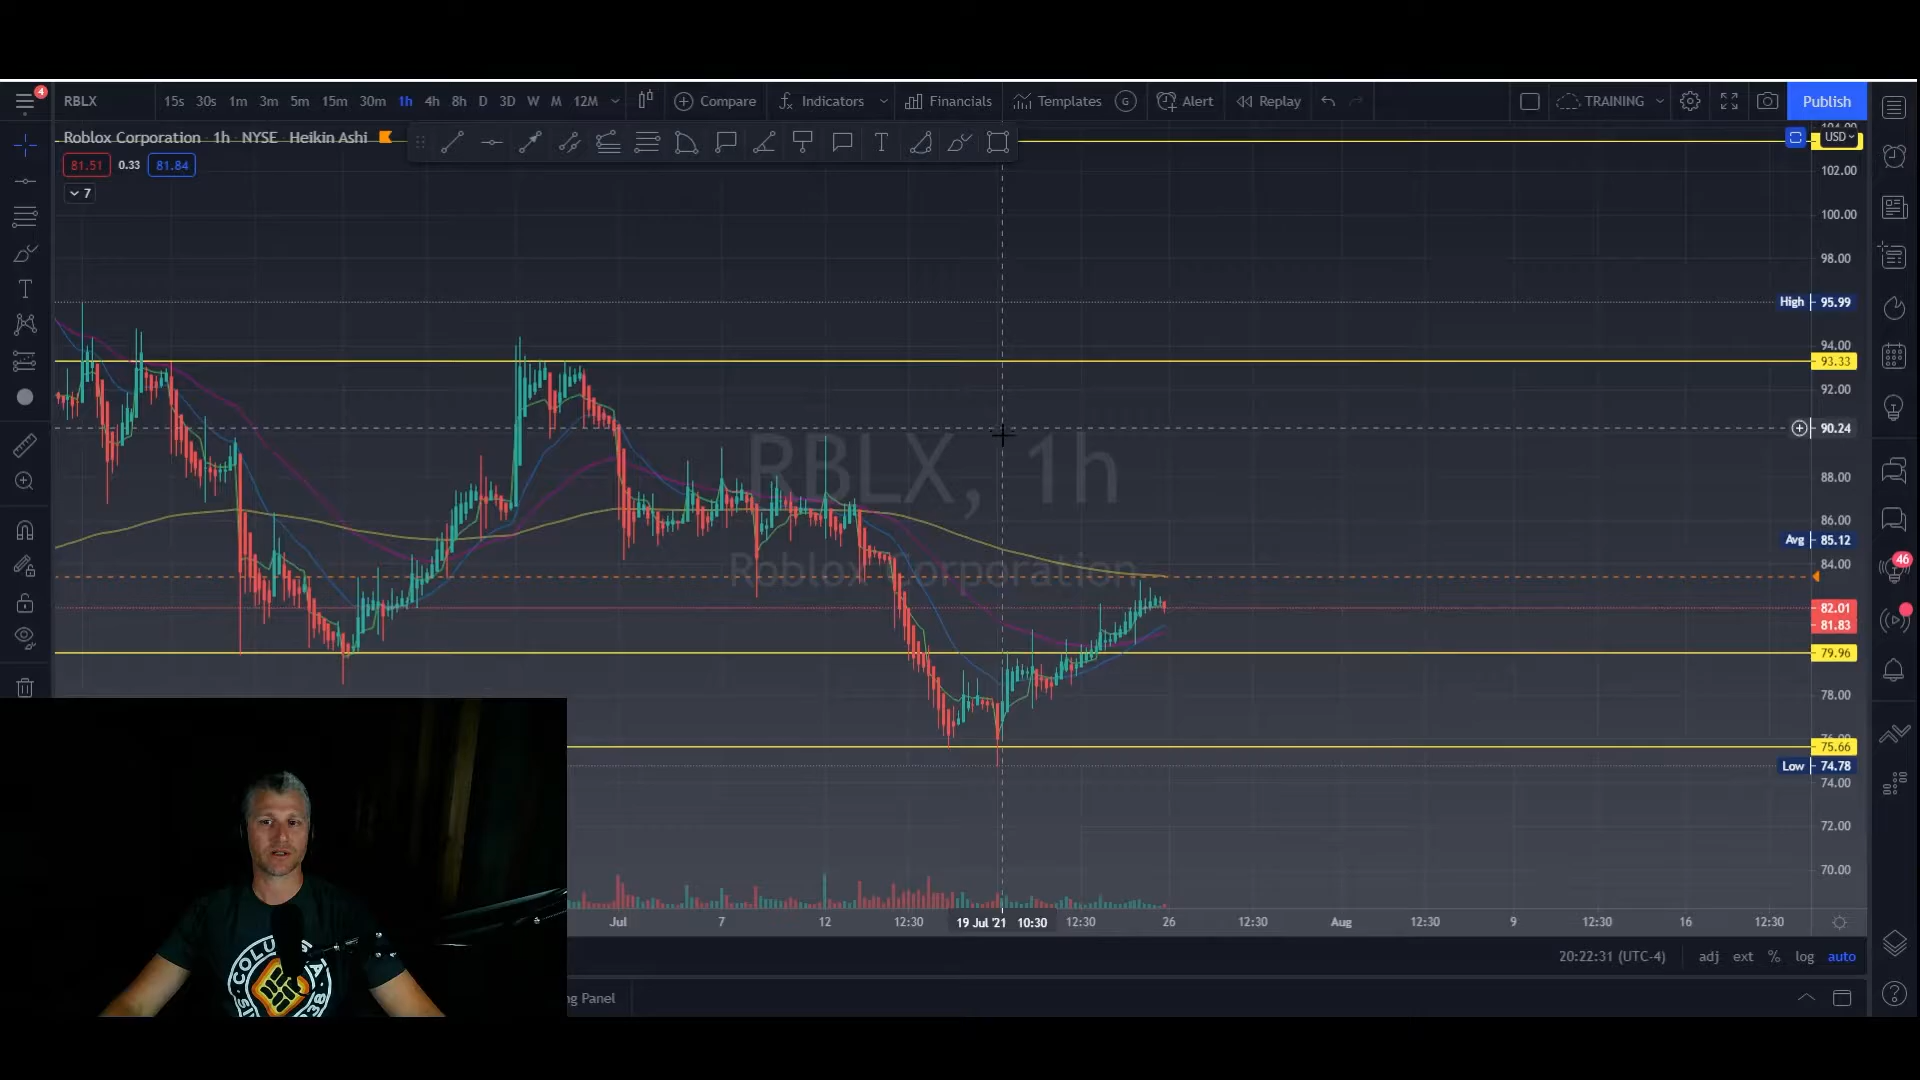 4
RBLX 15s 30s 1m 3m 5m 15m 30m 1h 4h 8h D 3D W M 12M Compare Indicators Financials Templates G Alert Replay TRAINING Publish
Roblox Corporation · 1h · NYSE · Heikin Ashi
USD
81.51 0.33 81.84
7
102.00
100.00
98.00
High 95.99
94.00
93.33
92.00
90.24
RBLX, 1h
88.00
86.00
Avg 85.12
84.00
Roblox Corporation
46
82.01
81.83
79.96
78.00
75.66
Low 74.78
74.00
72.00
70.00
Jul 7 12 12:30 19 Jul '21 10:30 12:30 26 12:30 Aug 12:30 9 12:30 16 12:30
20:22:31 (UTC-4) adj ext % log auto
ng Panel
T